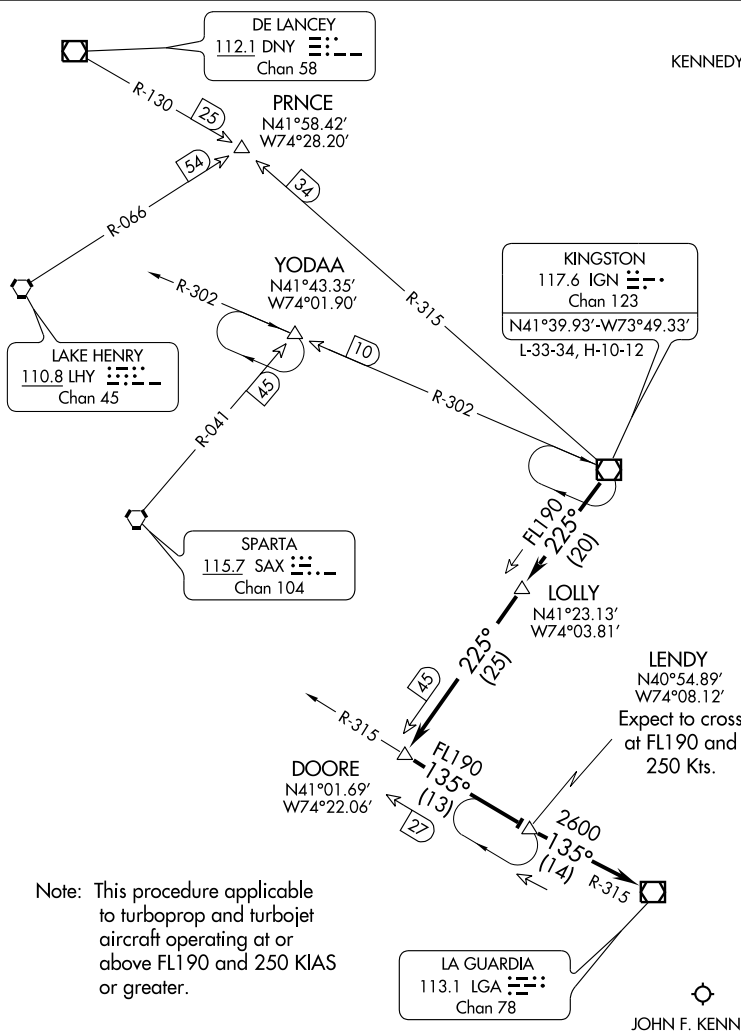 DE LANCEY
112.1 DNY
Chan 58
KENNEDY
R-130
25
PRNCE
N41°58.42'
W74°28.20'
54
R-066
34
R-315
YODAA
N41°43.35'
W74°01.90'
R-302
KINGSTON
117.6 IGN
Chan 123
N41°39.93'-W73°49.33'
L-33-34, H-10-12
LAKE HENRY
110.8 LHY
Chan 45
10
R-302
45
R-041
SPARTA
115.7 SAX
Chan 104
FL190
225°
(20)
LOLLY
N41°23.13'
W74°03.81'
225°
(25)
45
LENDY
N40°54.89'
W74°08.12'
Expect to cross
at FL190 and
250 Kts.
R-315
DOORE
N41°01.69'
W74°22.06'
FL190
135°
(13)
27
2600
135°
(14)
R-315
Note: This procedure applicable
to turboprop and turbojet
aircraft operating at or
above FL190 and 250 KIAS
or greater.
LA GUARDIA
113.1 LGA
Chan 78
JOHN F. KENN